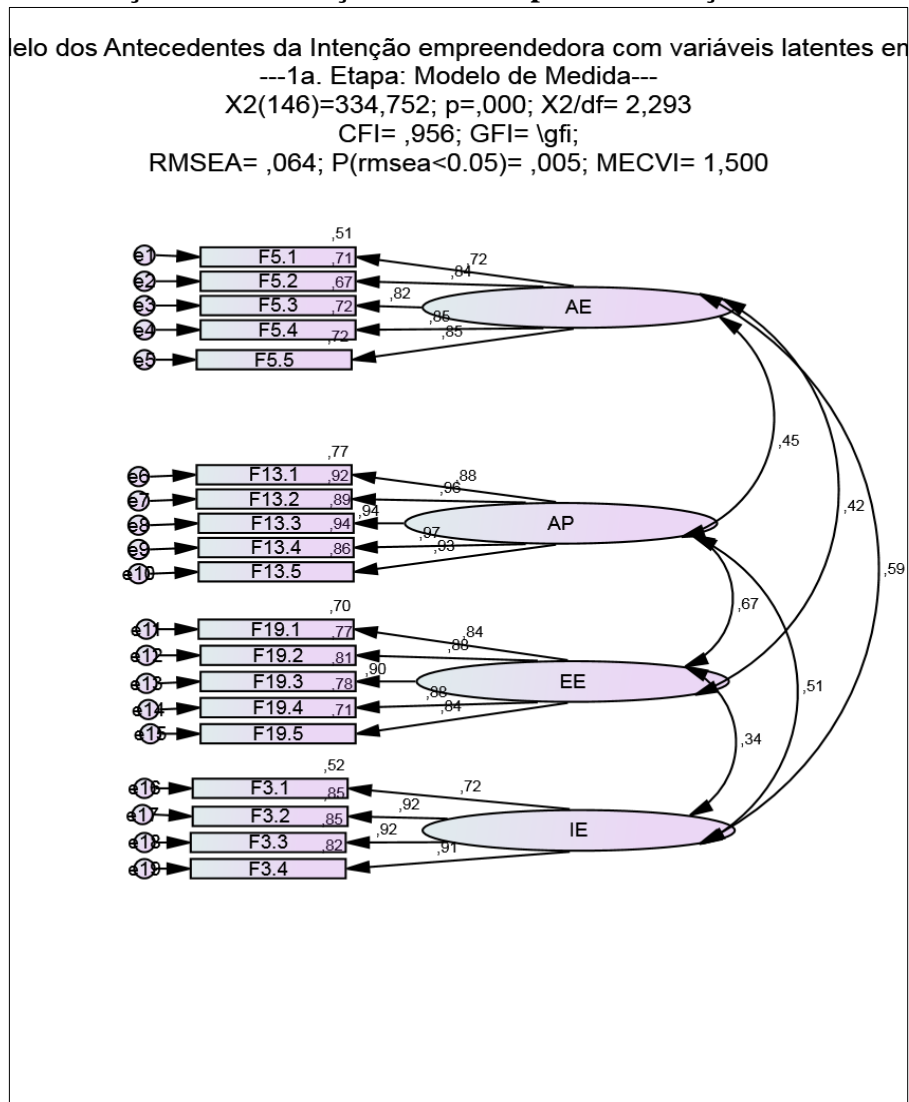 elo dos Antecedentes da Intenção empreendedora com variáveis latentes en
---1a. Etapa: Modelo de Medida---
X2(146)=334,752; p=,000; X2/df= 2,293
CFI= ,956; GFI= \gfi;
RMSEA= ,064; P(rmsea<0.05)= ,005; MECVI= 1,500
,51
e1 F5.1 ,71 ,72
e2 F5.2 ,67 ,84
e3 F5.3 ,72 ,82 AE
e4 F5.4 ,72 ,85
e5 F5.5 ,85
,45
,77
e6 F13.1 ,92 ,88
e7 F13.2 ,89 ,96
e8 F13.3 ,94 ,94 AP ,42
e9 F13.4 ,86 ,97
e10 F13.5 ,93
,59
,70 ,67
e11 F19.1 ,77 ,84
e12 F19.2 ,81 ,88
e13 F19.3 ,78 ,90 EE ,51
e14 F19.4 ,71 ,88
e15 F19.5 ,84
,34
,52
e16 F3.1 ,85 ,72
e17 F3.2 ,85 ,92
e18 F3.3 ,82 ,92 IE
e19 F3.4 ,91